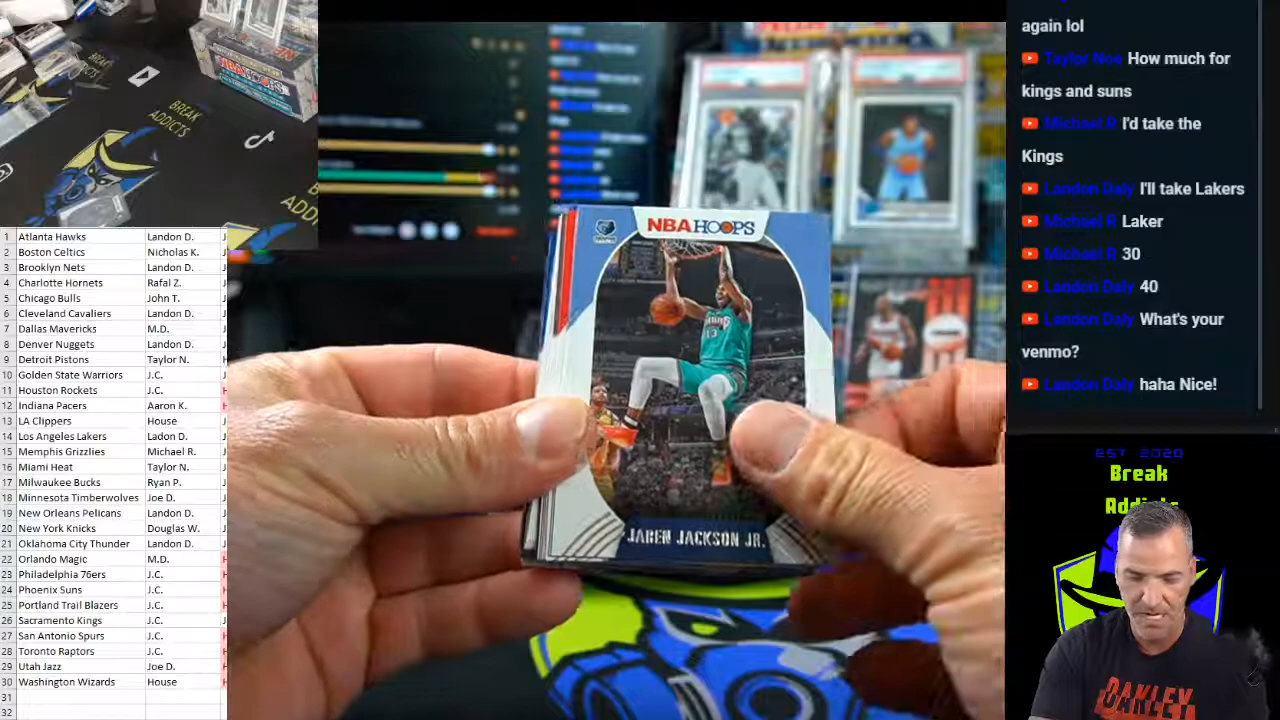 BREAK
ADDICTS
NBA HOOPS
1 Atlanta Hawks Landon D.
2 Boston Celtics Nicholas K.
3 Brooklyn Nets Landon D.
4 Charlotte Hornets Rafal Z.
5 Chicago Bulls John T.
6 Cleveland Cavaliers Landon D.
7 Dallas Mavericks M.D.
8 Denver Nuggets Landon D.
9 Detroit Pistons Taylor N.
10 Golden State Warriors J.C.
11 Houston Rockets J.C.
12 Indiana Pacers Aaron K.
13 LA Clippers House
14 Los Angeles Lakers Ladon D.
15 Memphis Grizzlies Michael R.
16 Miami Heat Taylor N.
17 Milwaukee Bucks Ryan P.
18 Minnesota Timberwolves Joe D.
19 New Orleans Pelicans Landon D.
20 New York Knicks Douglas W.
21 Oklahoma City Thunder Landon D.
22 Orlando Magic M.D.
23 Philadelphia 76ers J.C.
24 Phoenix Suns J.C.
25 Portland Trail Blazers J.C.
26 Sacramento Kings J.C.
27 San Antonio Spurs J.C.
28 Toronto Raptors J.C.
29 Utah Jazz Joe D.
30 Washington Wizards House
31
32
NBA HOOPS
13
JAREN JACKSON JR.
again lol
Taylor Noe How much for
kings and suns
Michael R I'd take the
Kings
Landon Daly I'll take Lakers
Michael R Laker
Michael R 30
Landon Daly 40
Landon Daly What's your
venmo?
Landon Daly haha Nice!
EST 2020
Break
Addicts
OAKLEY